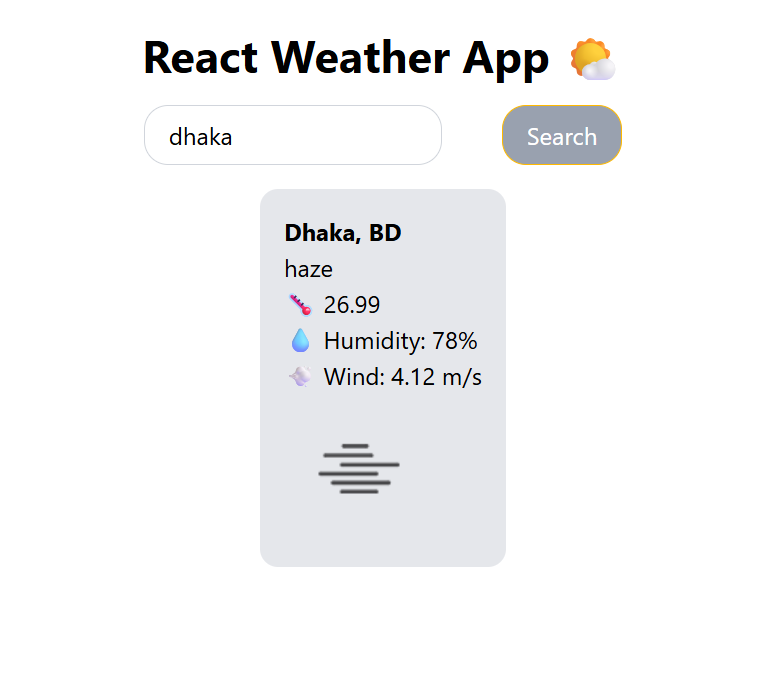 React Weather App
dhaka
Search
Dhaka, BD
haze
26.99
Humidity: 78%
Wind: 4.12 m/s